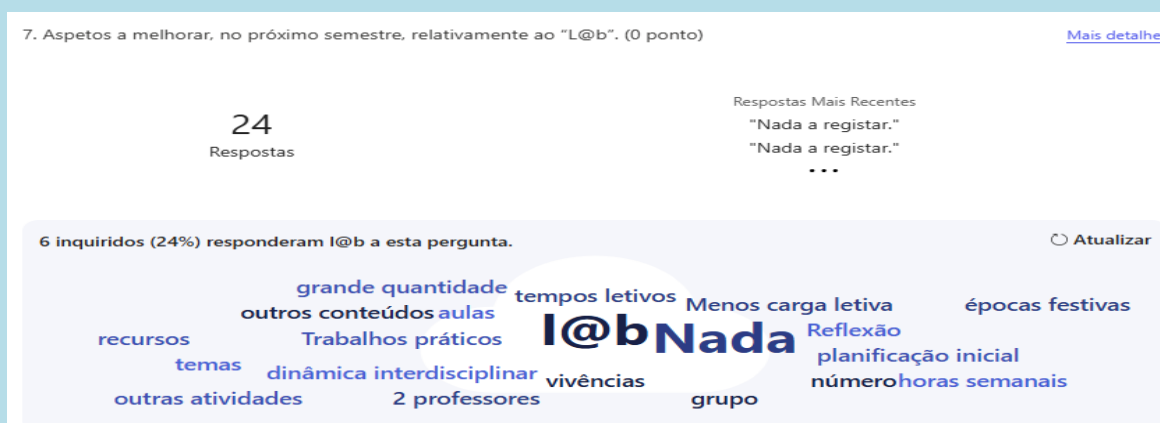 7. Aspetos a melhorar, no próximo semestre, relativamente ao “L@b”. (0 ponto)
Mais detalhe
24
Respostas
Respostas Mais Recentes
"Nada a registar."
"Nada a registar."
...
6 inquiridos (24%) responderam l@b a esta pergunta.
Atualizar
grande quantidade
tempos letivos
Menos carga letiva
épocas festivas
outros conteúdos
aulas
l@b
Nada
Reflexão
recursos
Trabalhos práticos
planificação inicial
temas
dinâmica interdisciplinar
vivências
número
horas semanais
outras atividades
2 professores
grupo